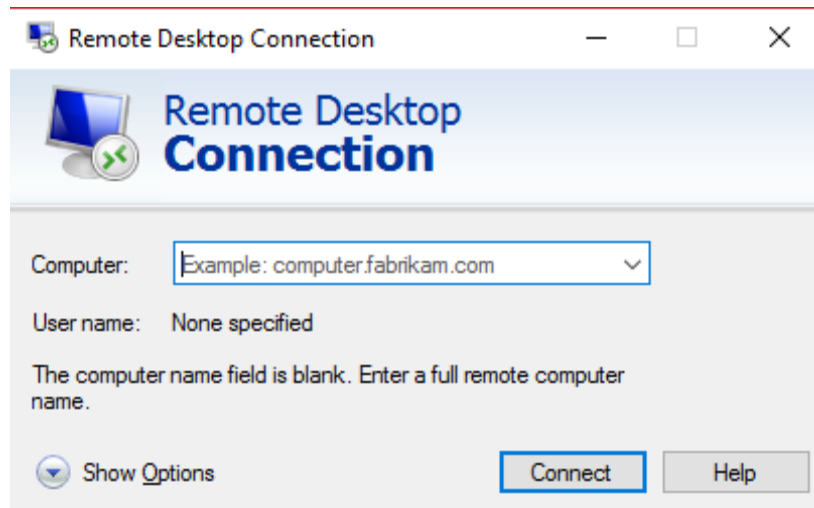 Remote Desktop Connection
Remote Desktop
Connection
Computer: Example: computer.fabrikam.com
User name: None specified
The computer name field is blank. Enter a full remote computer
name.
Show Options Connect Help